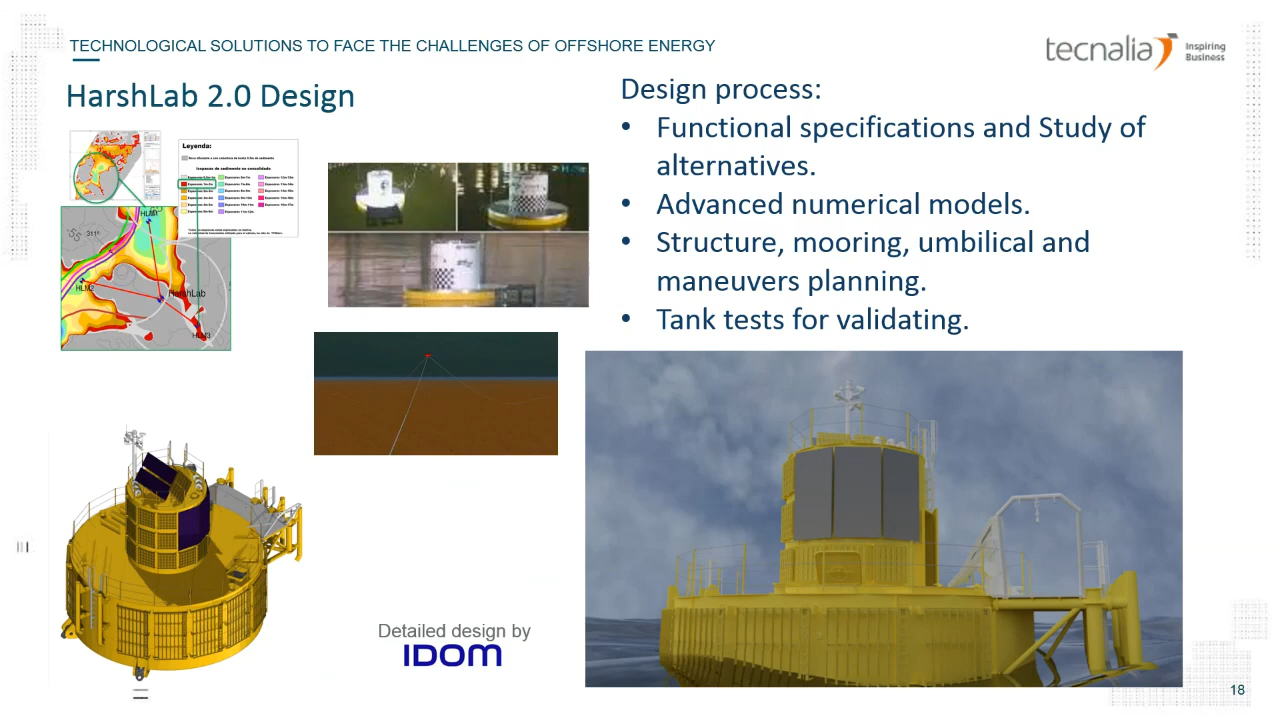 TECHNOLOGICAL SOLUTIONS TO FACE THE CHALLENGES OF OFFSHORE ENERGY
tecnalia Inspiring
Business
HarshLab 2.0 Design
Design process:
• Functional specifications and Study of
alternatives.
• Advanced numerical models.
• Structure, mooring, umbilical and
maneuvers planning.
• Tank tests for validating.
Leyenda:
HLM1
311º
HLM2
HarshLab
HLM3
Detailed design by
IDOM
18